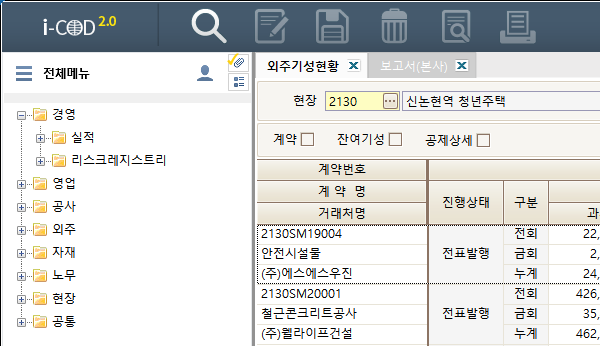 i-COD 2.0
전체메뉴
경영
실적
리스크레지스트리
영업
공사
외주
자재
노무
현장
공통
외주기성현황
보고서(본사)
현장 2130 신논현역 청년주택
계약 잔여기성 공제상세
계약번호
계 약 명
거래처명
진행상태 구분
과
2130SM19004
안전시설물
(주)에스에스우진
전표발행
전회 22,
금회 2,
누계 24,
2130SM20001
철근콘크리트공사
(주)웰라이프건설
전표발행
전회 426,
금회 35,
누계 462,